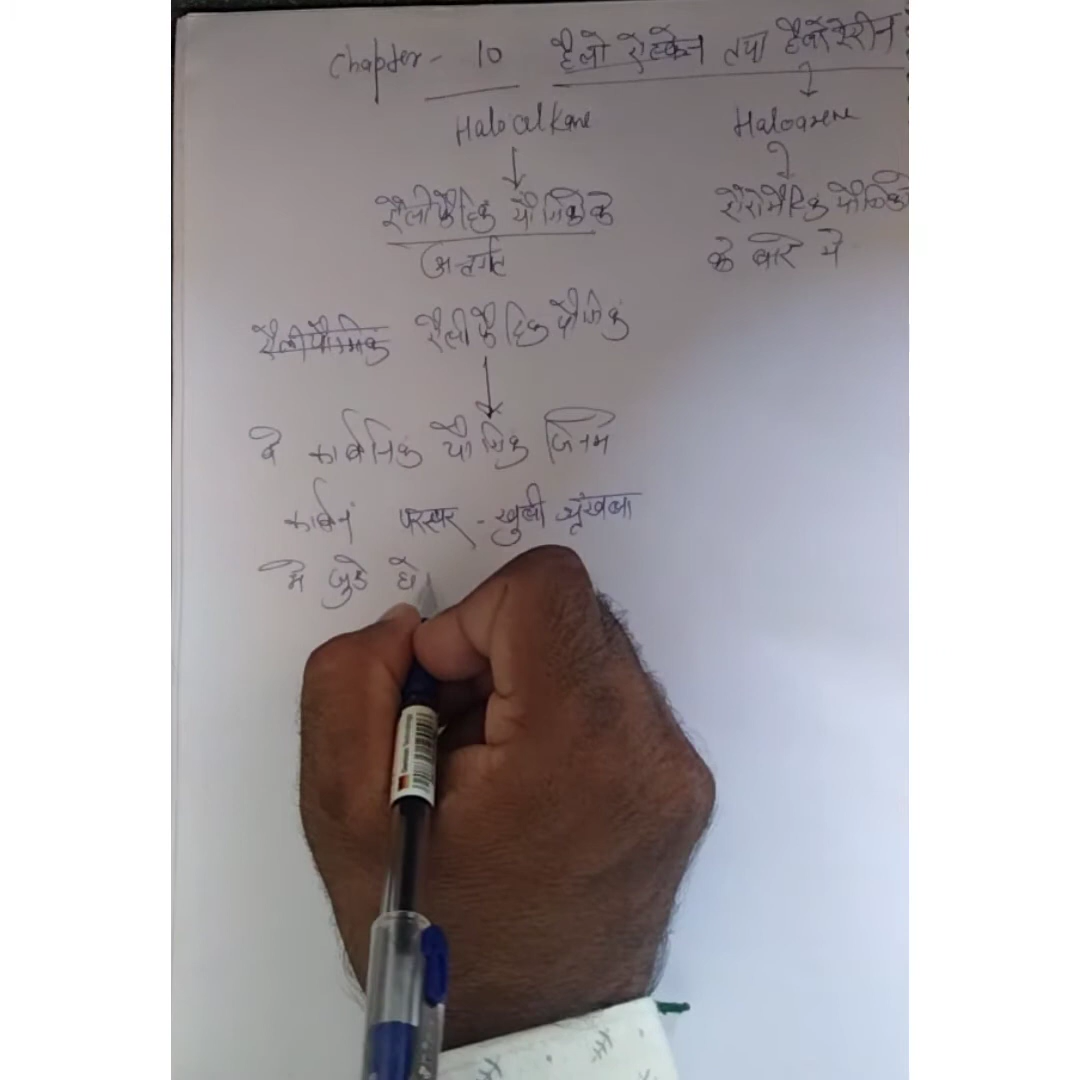 Chapter - 10 हैलो ऐल्केन तथा हैलोऐरीन
Haloalkane Haloarene
ऐलीफैटिक यौगिकों के ऐरोमैटिक यौगिकों
अन्तर्गत के बारे मे
ऐलीफैटिक यौगिक
वे कार्बनिक यौगिक जिनमे
कार्बन परस्पर - खुली श्रृंखला
मे जुडे हो